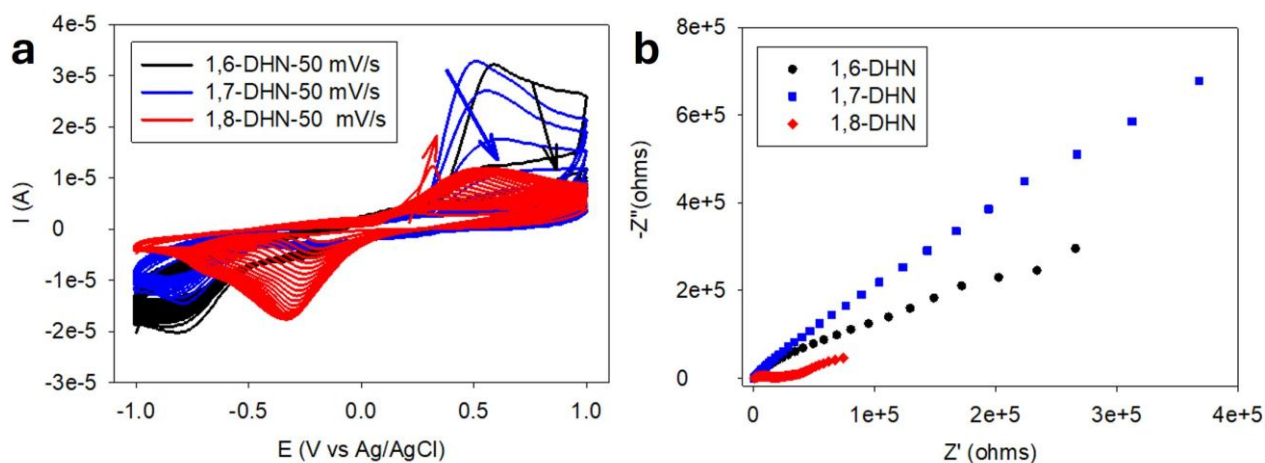 a
4e-5
3e-5
2e-5
1e-5
0
-1e-5
-2e-5
-3e-5
I (A)
1,6-DHN-50 mV/s
1,7-DHN-50 mV/s
1,8-DHN-50 mV/s
-1.0 -0.5 0.0 0.5 1.0
E (V vs Ag/AgCl)
b
8e+5
6e+5
4e+5
2e+5
0
-Z"(ohms)
1,6-DHN
1,7-DHN
1,8-DHN
0 1e+5 2e+5 3e+5 4e+5
Z' (ohms)